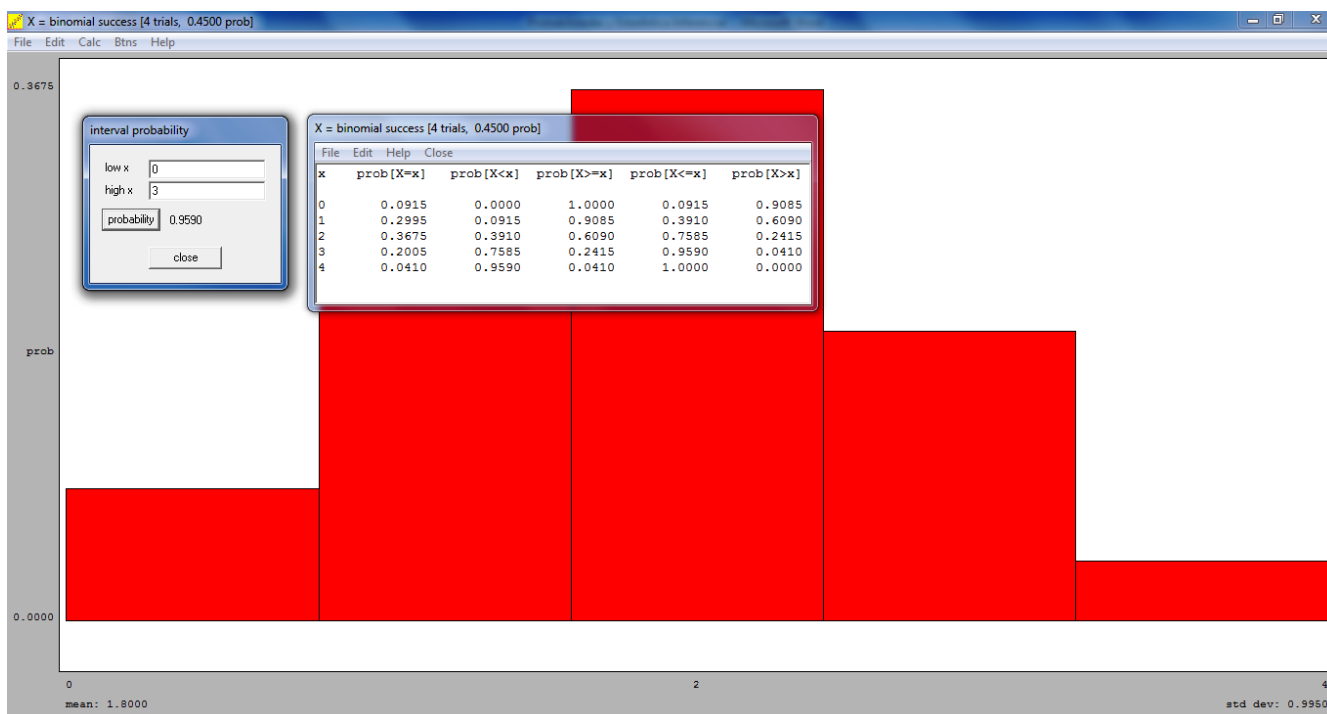 X = binomial success [4 trials, 0.4500 prob]
File Edit Calc Btns Help
0.3675
prob
0.0000
interval probability
low x 0
high x 3
probability 0.9590
close
X = binomial success [4 trials, 0.4500 prob]
File Edit Help Close
x prob[X=x] prob[X<x] prob[X>=x] prob[X<=x] prob[X>x]
0 0.0915 0.0000 1.0000 0.0915 0.9085
1 0.2995 0.0915 0.9085 0.3910 0.6090
2 0.3675 0.3910 0.6090 0.7585 0.2415
3 0.2005 0.7585 0.2415 0.9590 0.0410
4 0.0410 0.9590 0.0410 1.0000 0.0000
0 2 4
mean: 1.8000 std dev: 0.9950